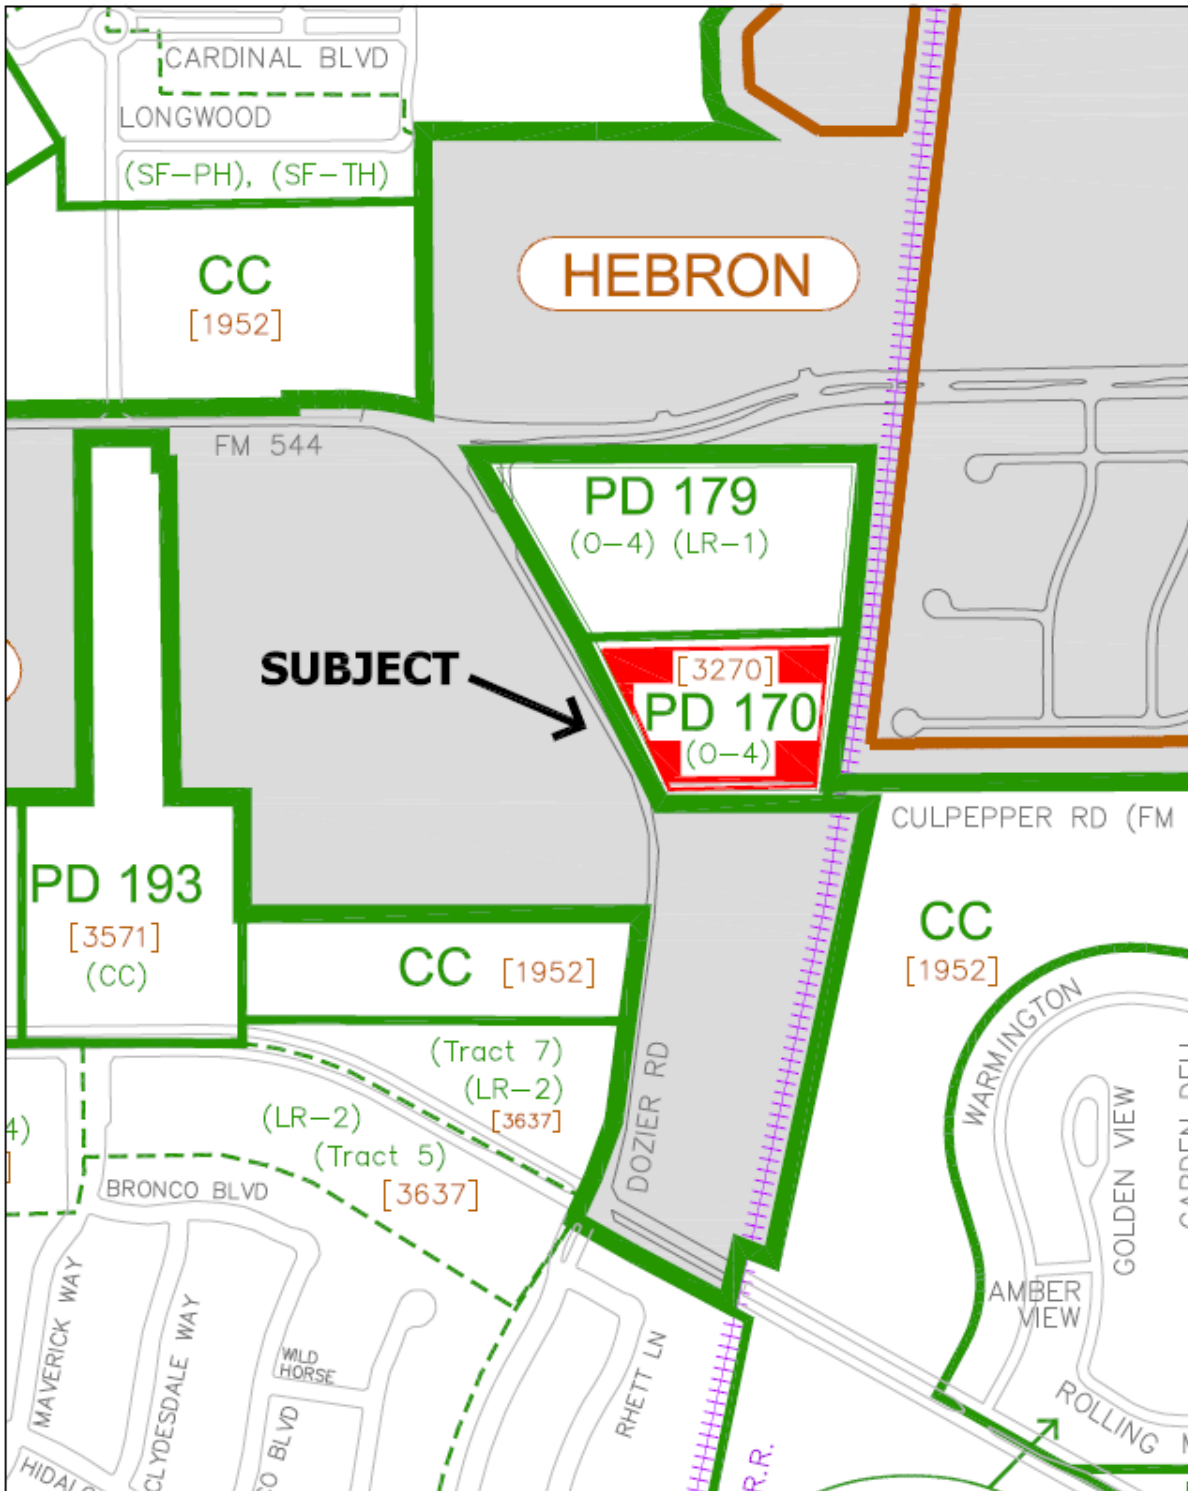 CARDINAL BLVD
LONGWOOD
(SF-PH), (SF-TH)
CC
[1952]
HEBRON
FM 544
PD 179
(O-4) (LR-1)
SUBJECT
[3270]
PD 170
(O-4)
CULPEPPER RD (FM
PD 193
[3571]
(CC)
CC [1952]
CC
[1952]
(Tract 7)
(LR-2)
[3637]
(LR-2)
(Tract 5)
[3637]
4)
]
BRONCO BLVD
DOZIER RD
WARMINGTON
GOLDEN VIEW
AMBER
VIEW
MAVERICK WAY
CLYDESDALE WAY
WILD
HORSE
CO BLVD
RHETT LN
ROLLING
R.R.